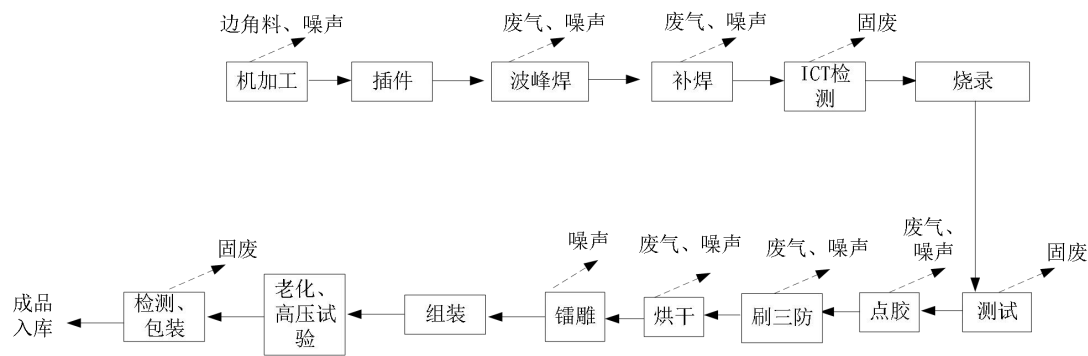 边角料、噪声
废气、噪声
废气、噪声
固废
机加工
插件
波峰焊
补焊
ICT检
测
烧录
噪声
废气、噪声
废气、噪声
废气、
噪声
固废
固废
成品
入库
检测、
包装
老化、
高压试
验
组装
镭雕
烘干
刷三防
点胶
测试